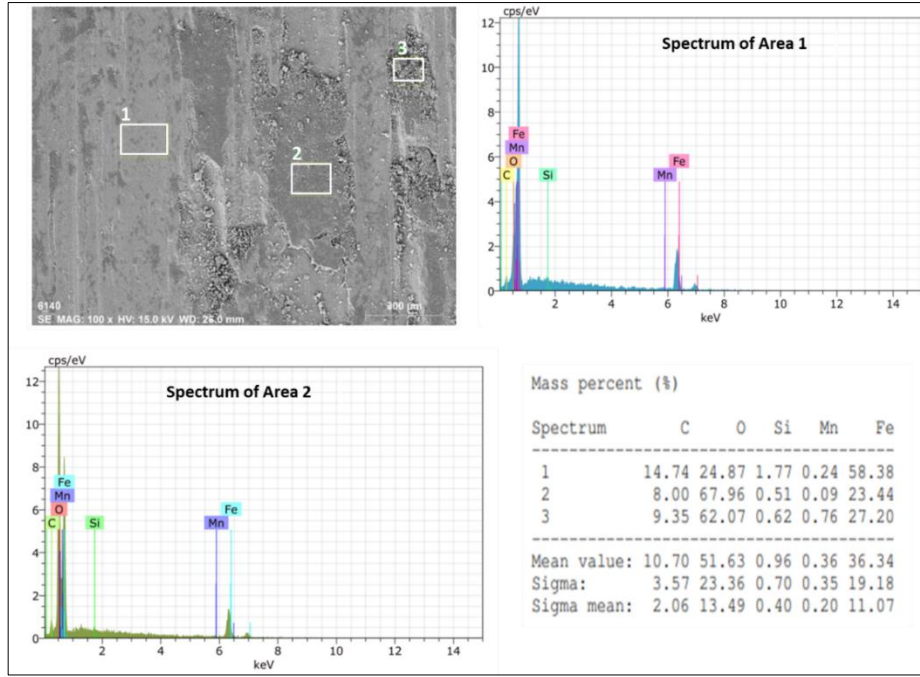 1
2
3
6140
300 µm
SE MAG: 100 x HV: 15.0 kV WD: 26.0 mm
cps/eV
Spectrum of Area 1
12
10
8
6
4
2
0
Fe
Mn
O
C
Si
Mn
Fe
2 4 6 8 10 12 14
keV
cps/eV
Spectrum of Area 2
12
10
8
6
4
2
0
Fe
Mn
O
C
Si
Mn
Fe
2 4 6 8 10 12 14
keV
Mass percent (%)
Spectrum C O Si Mn Fe
---------------------------------------------
1 14.74 24.87 1.77 0.24 58.38
2 8.00 67.96 0.51 0.09 23.44
3 9.35 62.07 0.62 0.76 27.20
---------------------------------------------
Mean value: 10.70 51.63 0.96 0.36 36.34
Sigma: 3.57 23.36 0.70 0.35 19.18
Sigma mean: 2.06 13.49 0.40 0.20 11.07